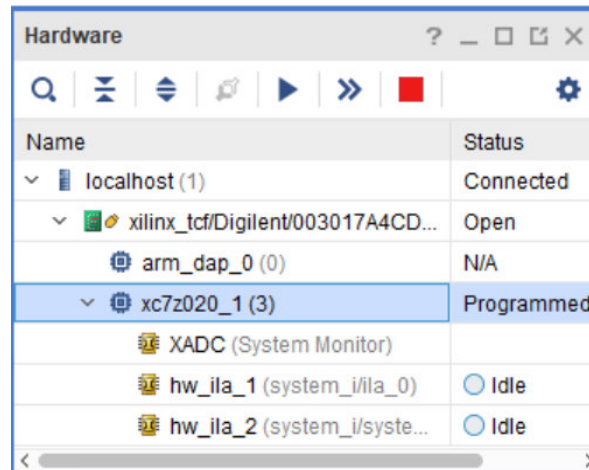 Hardware ?
Name Status
localhost (1) Connected
xilinx_tcf/Digilent/003017A4CD... Open
arm_dap_0 (0) N/A
xc7z020_1 (3) Programmed
XADC (System Monitor)
hw_ila_1 (system_i/ila_0) Idle
hw_ila_2 (system_i/syste... Idle